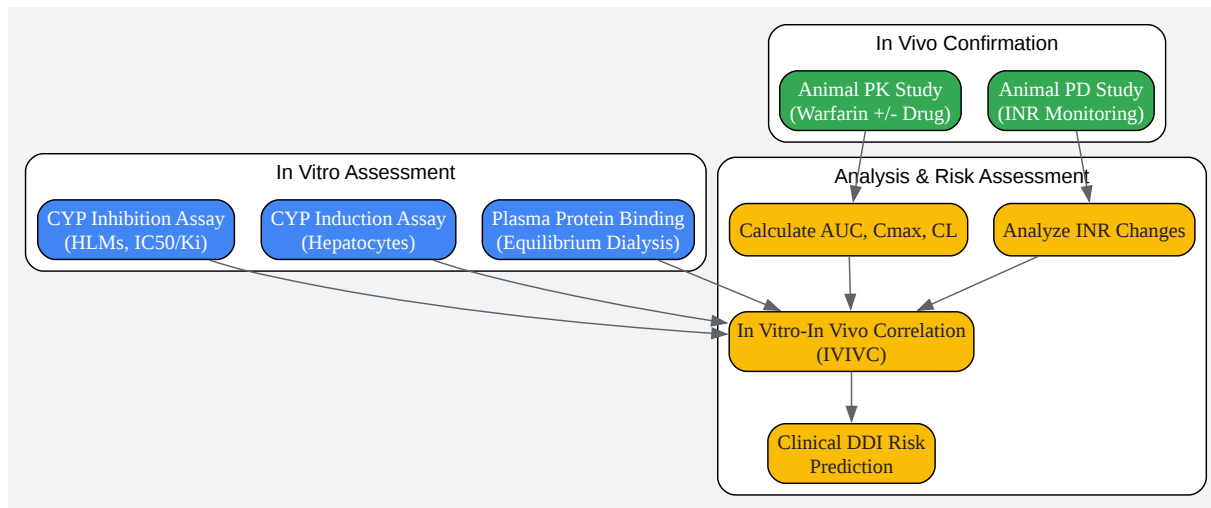 In Vivo Confirmation
Animal PK Study
(Warfarin +/- Drug)
Animal PD Study
(INR Monitoring)
In Vitro Assessment
CYP Inhibition Assay
(HLMs, IC50/Ki)
CYP Induction Assay
(Hepatocytes)
Plasma Protein Binding
(Equilibrium Dialysis)
Analysis & Risk Assessment
Calculate AUC, Cmax, CL
Analyze INR Changes
In Vitro-In Vivo Correlation
(IVIVC)
Clinical DDI Risk
Prediction